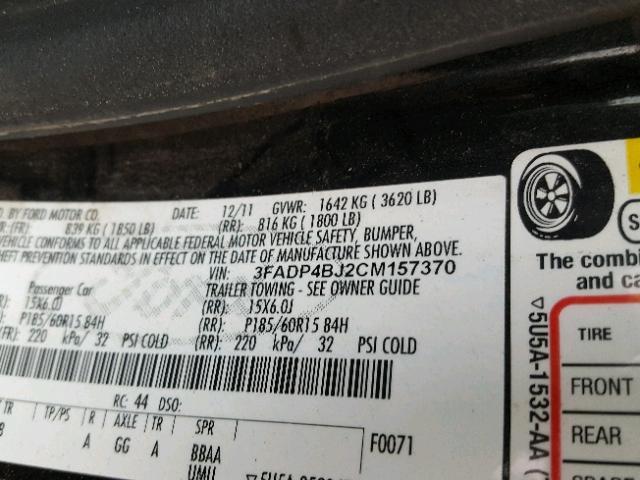 D. BY FORD MOTOR CO. DATE: 12/11 GVWR: 1642 KG ( 3620 LB)
(FR): 839 KG ( 1850 LB) (RR): 816 KG ( 1800 LB)
VEHICLE CONFORMS TO ALL APPLICABLE FEDERAL MOTOR VEHICLE SAFETY, BUMPER,
THEFT PREVENTION STANDARDS IN EFFECT ON THE DATE OF MANUFACTURE SHOWN ABOVE.
VIN: 3FADP4BJ2CM157370
Passenger Car TRAILER TOWING - SEE OWNER GUIDE
15X6.0J (RR): 15X6.0J
P185/60R15 84H (RR): P185/60R15 84H
(FR): 220 kPa/ 32 PSI COLD (RR): 220 kPa/ 32 PSI COLD
RC: 44 DSO:
TR TP/PS R AXLE TR SPR F0071
A GG A BBAA
UMU
The combi
and ca
▽5U5A-1532-AA
TIRE
FRONT
REAR